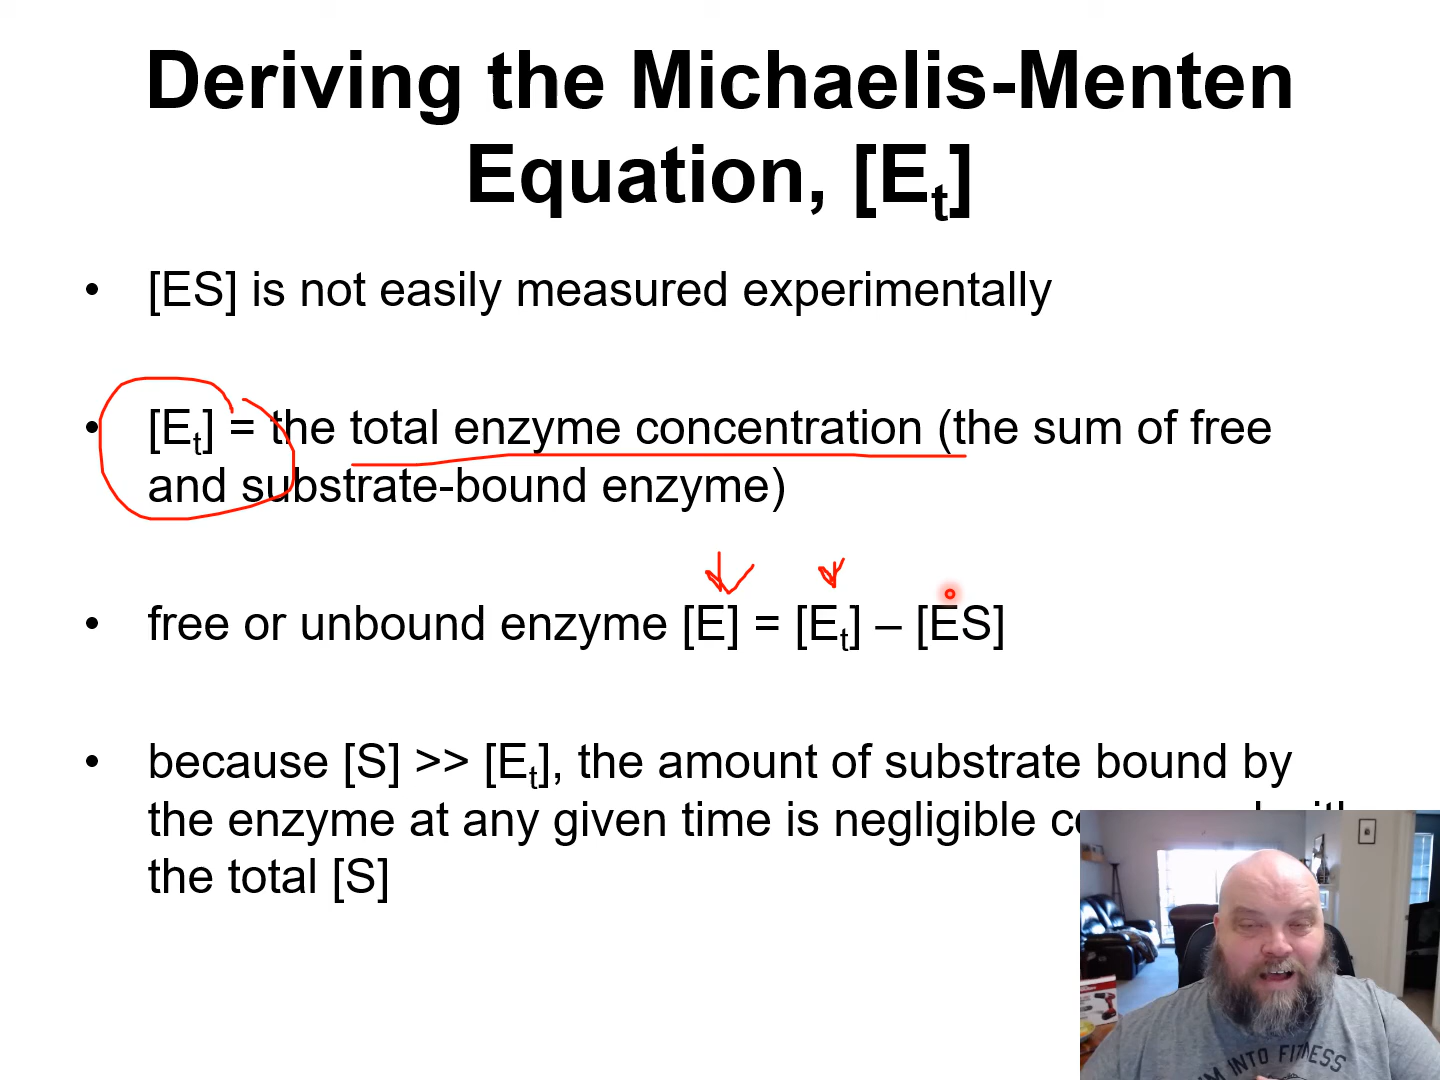 Deriving the Michaelis-Menten
Equation, [Et]
• [ES] is not easily measured experimentally
• [Et] = the total enzyme concentration (the sum of free
and substrate-bound enzyme)
• free or unbound enzyme [E] = [Et] – [ES]
• because [S] >> [Et], the amount of substrate bound by
the enzyme at any given time is negligible
the total [S]
INTO FITNESS